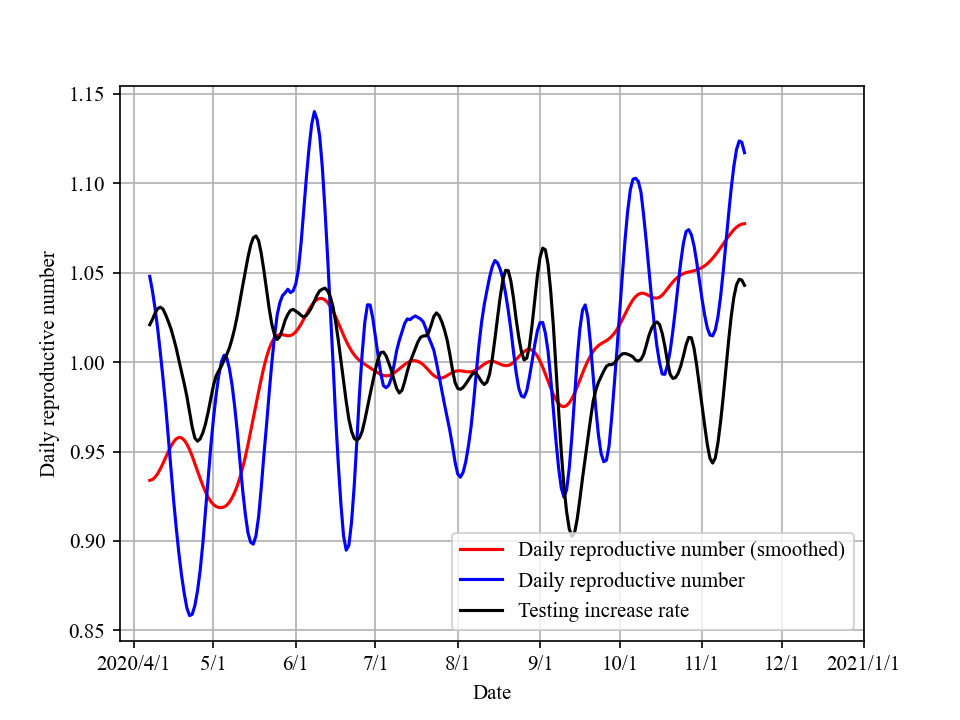 Daily reproductive number
1.15
1.10
1.05
1.00
0.95
0.90
0.85
Daily reproductive number (smoothed)
Daily reproductive number
Testing increase rate
2020/4/1 5/1 6/1 7/1 8/1 9/1 10/1 11/1 12/1 2021/1/1
Date